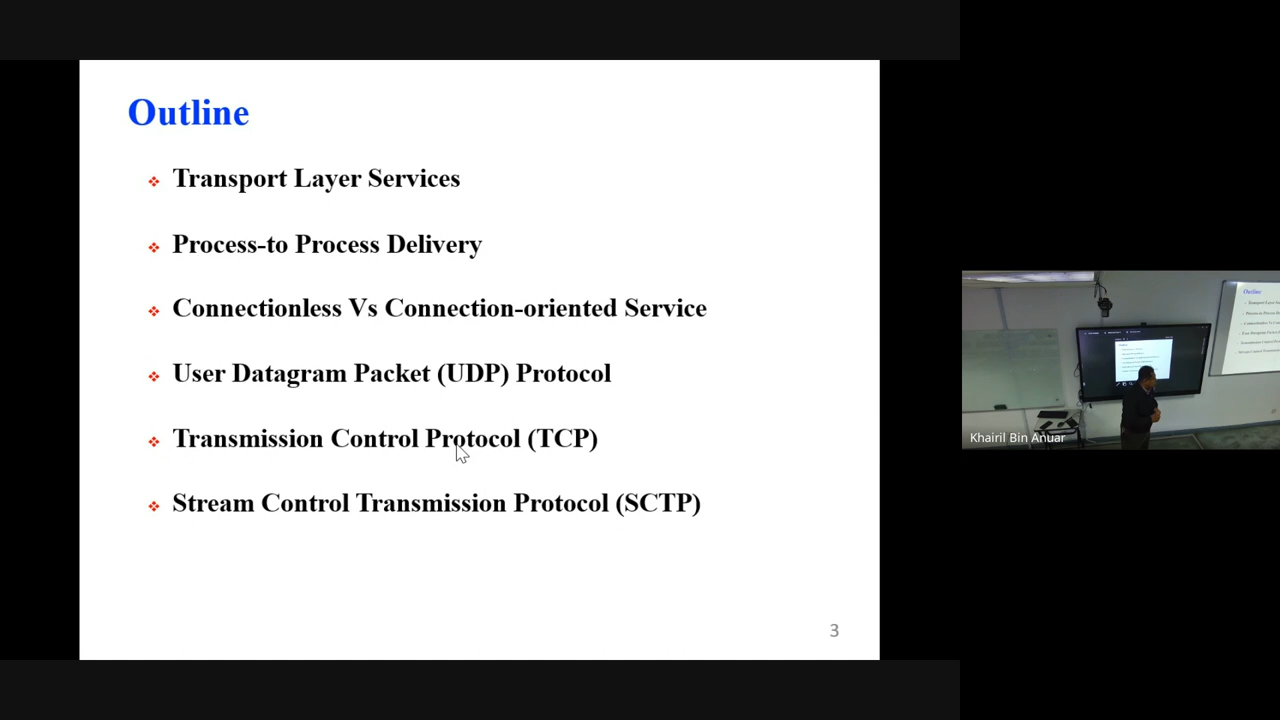 Outline
Transport Layer Services
Process-to Process Delivery
Connectionless Vs Connection-oriented Service
User Datagram Packet (UDP) Protocol
Transmission Control Protocol (TCP)
Stream Control Transmission Protocol (SCTP)
3
Outline
Khairil Bin Anuar